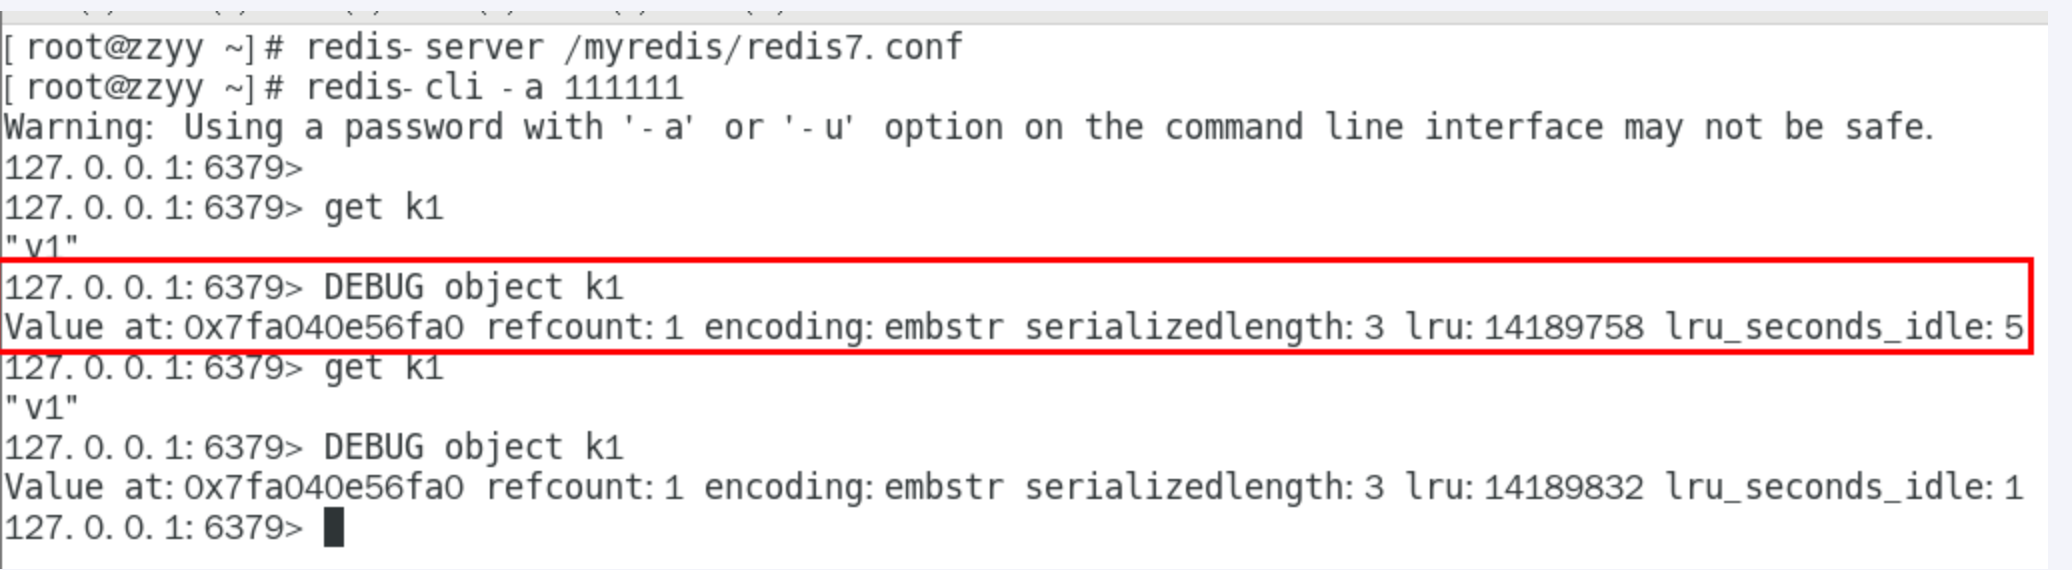 [root@zzyy ~]# redis-server /myredis/redis7.conf
[root@zzyy ~]# redis-cli -a 111111
Warning: Using a password with '-a' or '-u' option on the command line interface may not be safe.
127.0.0.1:6379>
127.0.0.1:6379> get k1
"v1"
127.0.0.1:6379> DEBUG object k1
Value at:0x7fa040e56fa0 refcount:1 encoding:embstr serializedlength:3 lru:14189758 lru_seconds_idle:5
127.0.0.1:6379> get k1
"v1"
127.0.0.1:6379> DEBUG object k1
Value at:0x7fa040e56fa0 refcount:1 encoding:embstr serializedlength:3 lru:14189832 lru_seconds_idle:1
127.0.0.1:6379>